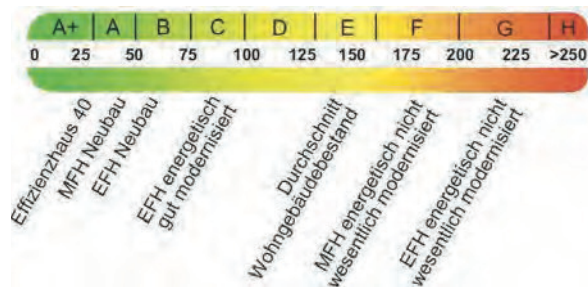 A+ A B C D E F G H
0 25 50 75 100 125 150 175 200 225 >250
Effizienzhaus 40
MFH Neubau
EFH Neubau
EFH energetisch
gut modernisiert
Durchschnitt
Wohngebäudebestand
MFH energetisch nicht
wesentlich modernisiert
EFH energetisch nicht
wesentlich modernisiert